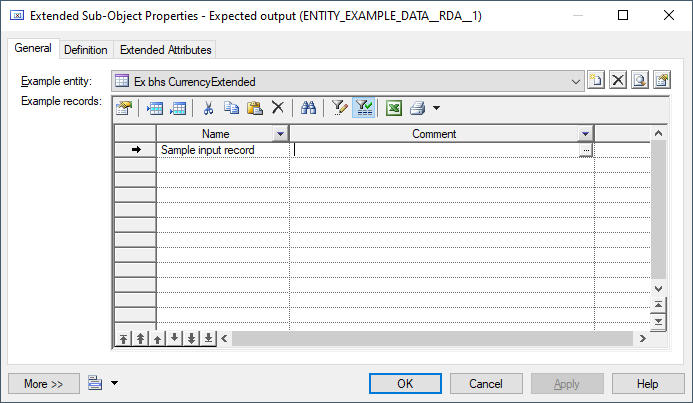 Extended Sub-Object Properties - Expected output (ENTITY_EXAMPLE_DATA__RDA__1)
General Definition Extended Attributes
Example entity: Ex bhs CurrencyExtended
Example records:
Name Comment
Sample input record ...
More >> OK Cancel Apply Help